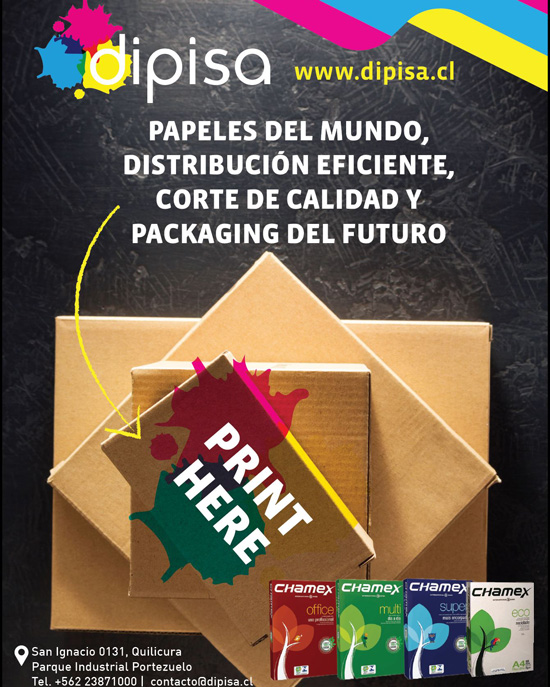 dipisa
www.dipisa.cl
PAPELES DEL MUNDO,
DISTRIBUCIÓN EFICIENTE,
CORTE DE CALIDAD Y
PACKAGING DEL FUTURO
PRINT
HERE
CHAMEX CHAMEX CHAMEX CHAMEX
office multi super eco
A4
San Ignacio 0131, Quilicura
Parque Industrial Portezuelo
Tel. +562 23871000 | contacto@dipisa.cl